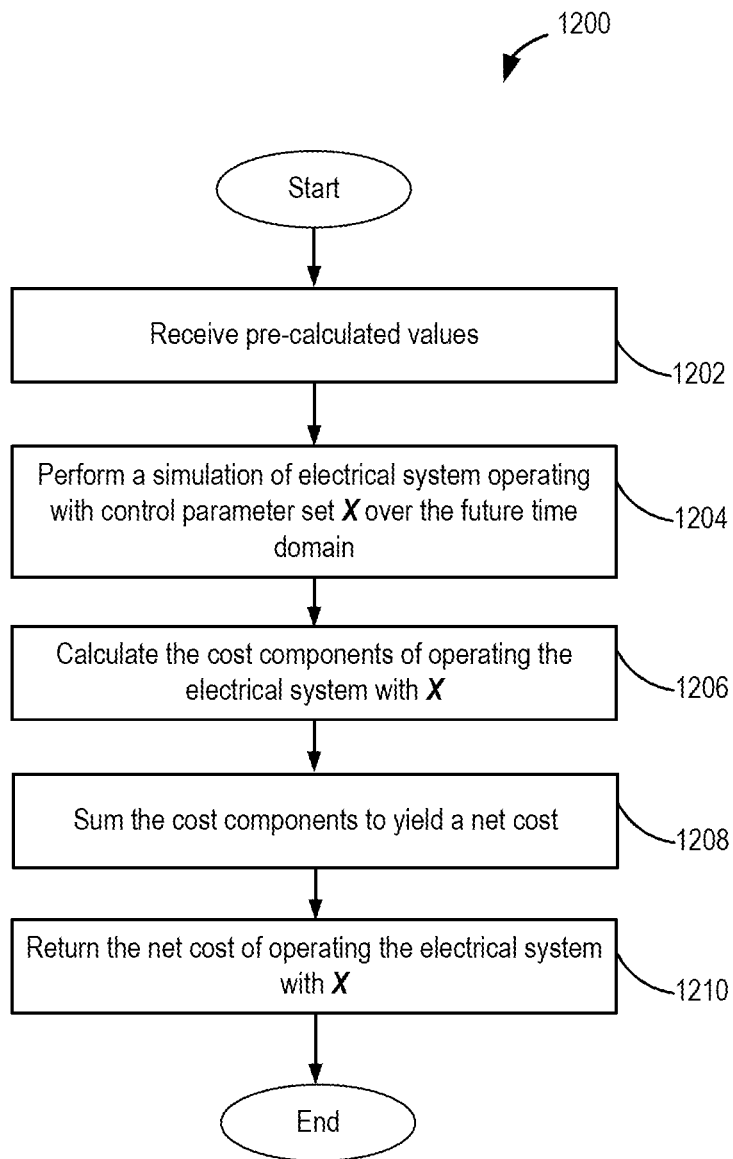 1200
Start
Receive pre-calculated values
1202
Perform a simulation of electrical system operating
with control parameter set X over the future time
domain
1204
Calculate the cost components of operating the
electrical system with X
1206
Sum the cost components to yield a net cost
1208
Return the net cost of operating the electrical system
with X
1210
End